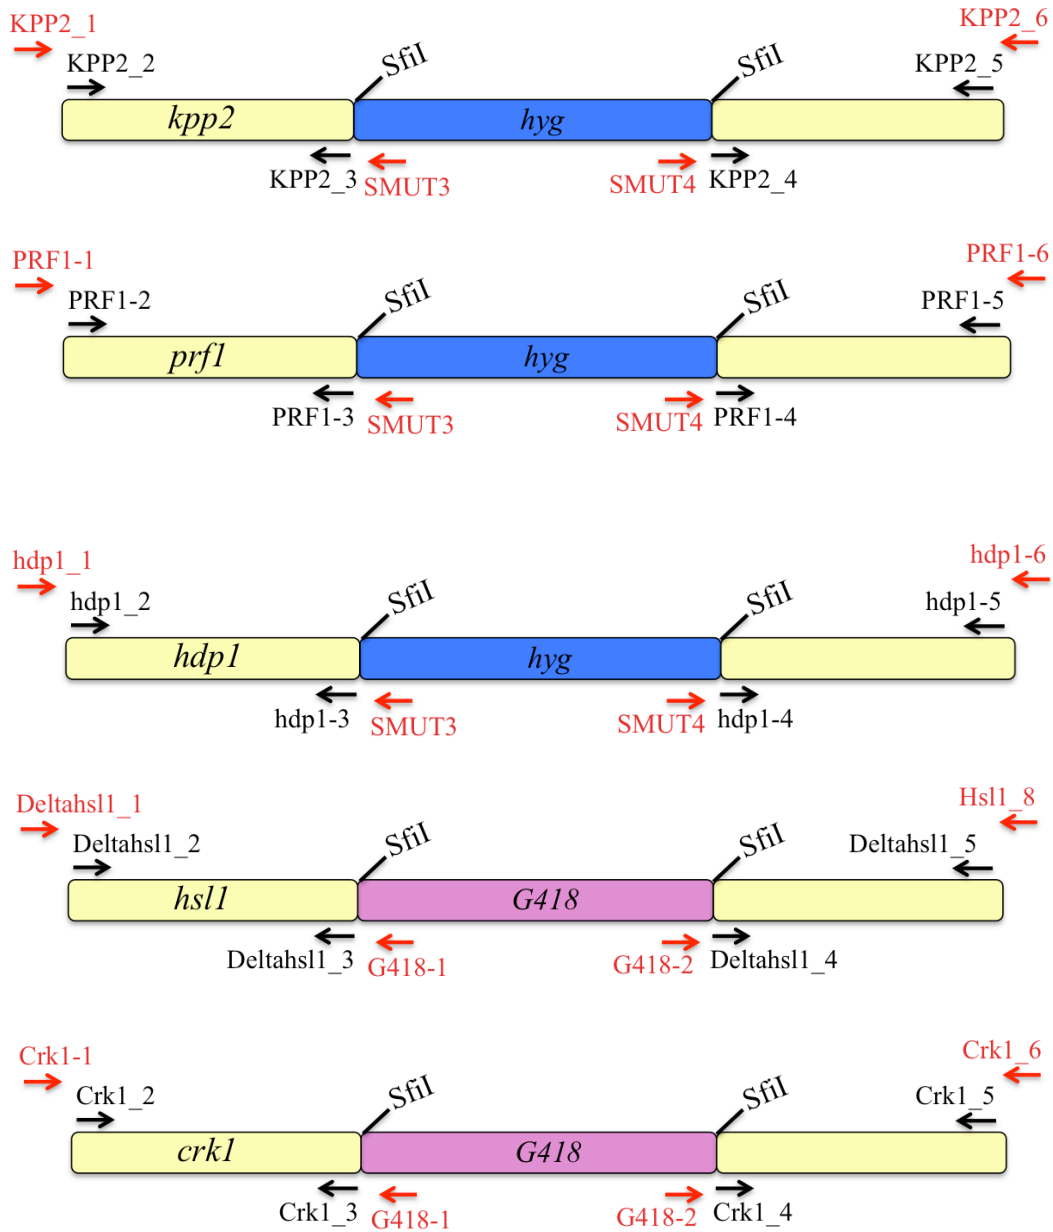 KPP2_1 KPP2_6
KPP2_2 SfiI SfiI KPP2_5
kpp2 hyg
KPP2_3 SMUT3 SMUT4 KPP2_4
PRF1-1 PRF1-6
PRF1-2 SfiI SfiI PRF1-5
prf1 hyg
PRF1-3 SMUT3 SMUT4 PRF1-4
hdp1_1 hdp1-6
hdp1_2 SfiI SfiI hdp1-5
hdp1 hyg
hdp1-3 SMUT3 SMUT4 hdp1-4
Deltahsl1_1 Hsl1_8
Deltahsl1_2 SfiI SfiI Deltahsl1_5
hsl1 G418
Deltahsl1_3 G418-1 G418-2 Deltahsl1_4
Crk1-1 Crk1_6
Crk1_2 SfiI SfiI Crk1_5
crk1 G418
Crk1_3 G418-1 G418-2 Crk1_4